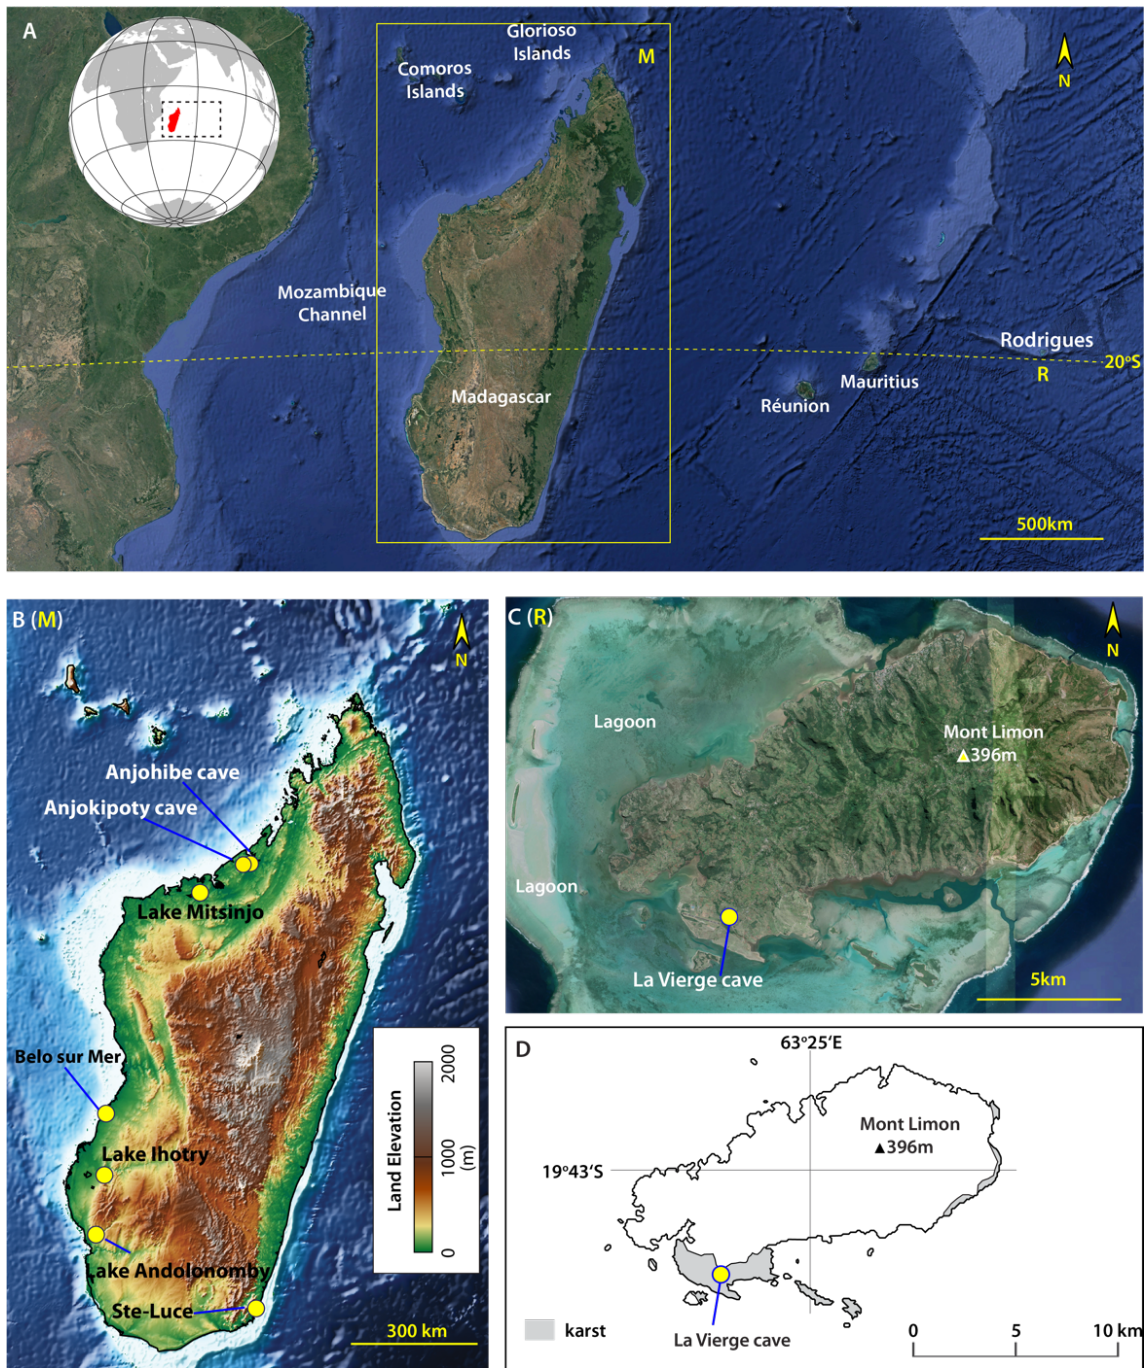 A
Glorioso
Islands
M
Comoros
Islands
N
Mozambique
Channel
Rodrigues
20°S
R
Mauritius
Madagascar
Réunion
500km
B (M)
N
Anjohibe cave
Anjokipoty cave
Lake Mitsinjo
Belo sur Mer
Lake Ihotry
Lake Andolonomby
Ste-Luce
Land Elevation
(m)
2000
1000
0
300 km
C (R)
N
Lagoon
Mont Limon
396m
Lagoon
La Vierge cave
5km
D
63°25'E
Mont Limon
396m
19°43'S
karst
La Vierge cave
0 5 10 km